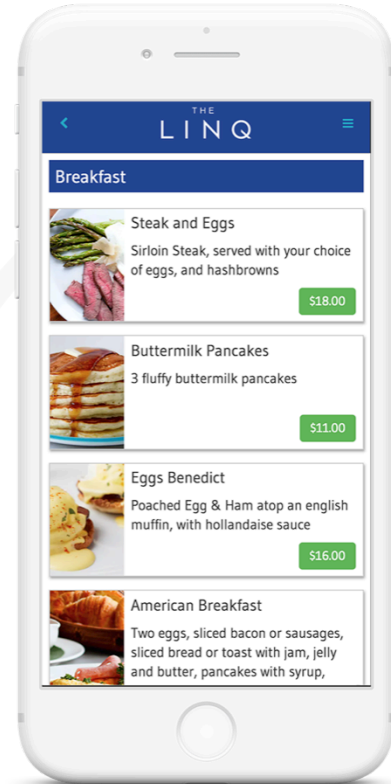 THE
LINQ
Breakfast
Steak and Eggs
Sirloin Steak, served with your choice
of eggs, and hashbrowns
$18.00
Buttermilk Pancakes
3 fluffy buttermilk pancakes
$11.00
Eggs Benedict
Poached Egg & Ham atop an english
muffin, with hollandaise sauce
$16.00
American Breakfast
Two eggs, sliced bacon or sausages,
sliced bread or toast with jam, jelly
and butter, pancakes with syrup,